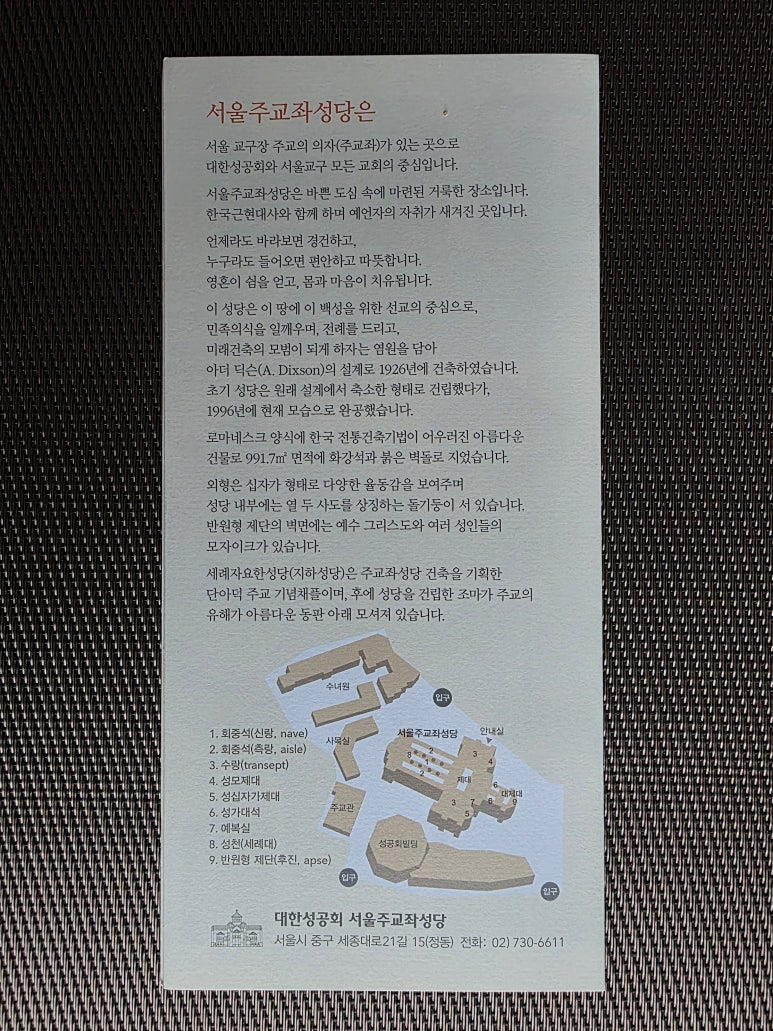 서울주교좌성당은
서울 교구장 주교의 의자(주교좌)가 있는 곳으로
대한성공회와 서울교구 모든 교회의 중심입니다.
서울주교좌성당은 바쁜 도심 속에 마련된 거룩한 장소입니다.
한국근현대사와 함께 하며 예언자의 자취가 새겨진 곳입니다.
언제라도 바라보면 경건하고,
누구라도 들어오면 편안하고 따뜻합니다.
영혼이 쉼을 얻고, 몸과 마음이 치유됩니다.
이 성당은 이 땅에 이 백성을 위한 선교의 중심으로,
민족의식을 일깨우며, 전례를 드리고,
미래건축의 모범이 되게 하자는 염원을 담아
아더 딕슨(A. Dixson)의 설계로 1926년에 건축하였습니다.
초기 성당은 원래 설계에서 축소한 형태로 건립했다가,
1996년에 현재 모습으로 완공했습니다.
로마네스크 양식에 한국 전통건축기법이 어우러진 아름다운
건물로 991.7㎡ 면적에 화강석과 붉은 벽돌로 지었습니다.
외형은 십자가 형태로 다양한 율동감을 보여주며
성당 내부에는 열 두 사도를 상징하는 돌기둥이 서 있습니다.
반원형 제단의 벽면에는 예수 그리스도와 여러 성인들의
모자이크가 있습니다.
세례자요한성당(지하성당)은 주교좌성당 건축을 기획한
단아덕 주교 기념채플이며, 후에 성당을 건립한 조마가 주교의
유해가 아름다운 동판 아래 모셔져 있습니다.
수녀원
입구
사목실
서울주교좌성당
안내실
2
8
1
2
3
4
제대
6
대제대
3
7
6
9
5
주교관
성공회빌딩
입구
입구
1. 회중석(신랑, nave)
2. 회중석(측랑, aisle)
3. 수랑(transept)
4. 성모제대
5. 성십자가제대
6. 성가대석
7. 예복실
8. 성천(세례대)
9. 반원형 제단(후진, apse)
대한성공회 서울주교좌성당
서울시 중구 세종대로21길 15(정동) 전화: 02) 730-6611